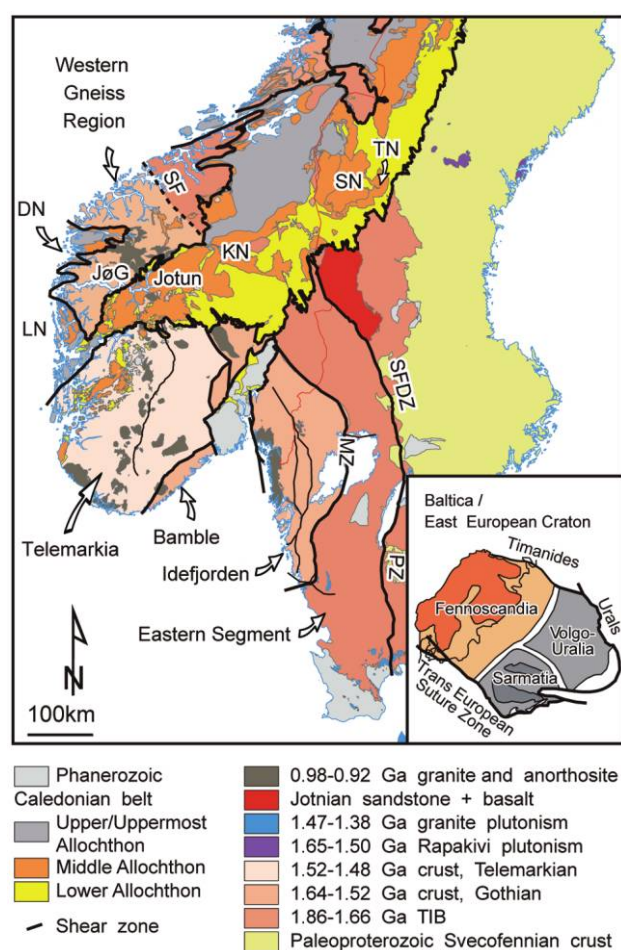 Western
Gneiss
Region
SF
TN
SN
DN
KN
JøG
Jotun
LN
SFDZ
MZ
Telemarkia
Bamble
Idefjorden
PZ
Eastern Segment
N
100km
Baltica /
East European Craton
Timanides
Fennoscandia
Urals
Volgo-
Uralia
Sarmatia
Trans European
Suture Zone
Phanerozoic
Caledonian belt
Upper/Uppermost
Allochthon
Middle Allochthon
Lower Allochthon
Shear zone
0.98-0.92 Ga granite and anorthosite
Jotnian sandstone + basalt
1.47-1.38 Ga granite plutonism
1.65-1.50 Ga Rapakivi plutonism
1.52-1.48 Ga crust, Telemarkian
1.64-1.52 Ga crust, Gothian
1.86-1.66 Ga TIB
Paleoproterozoic Svecofennian crust